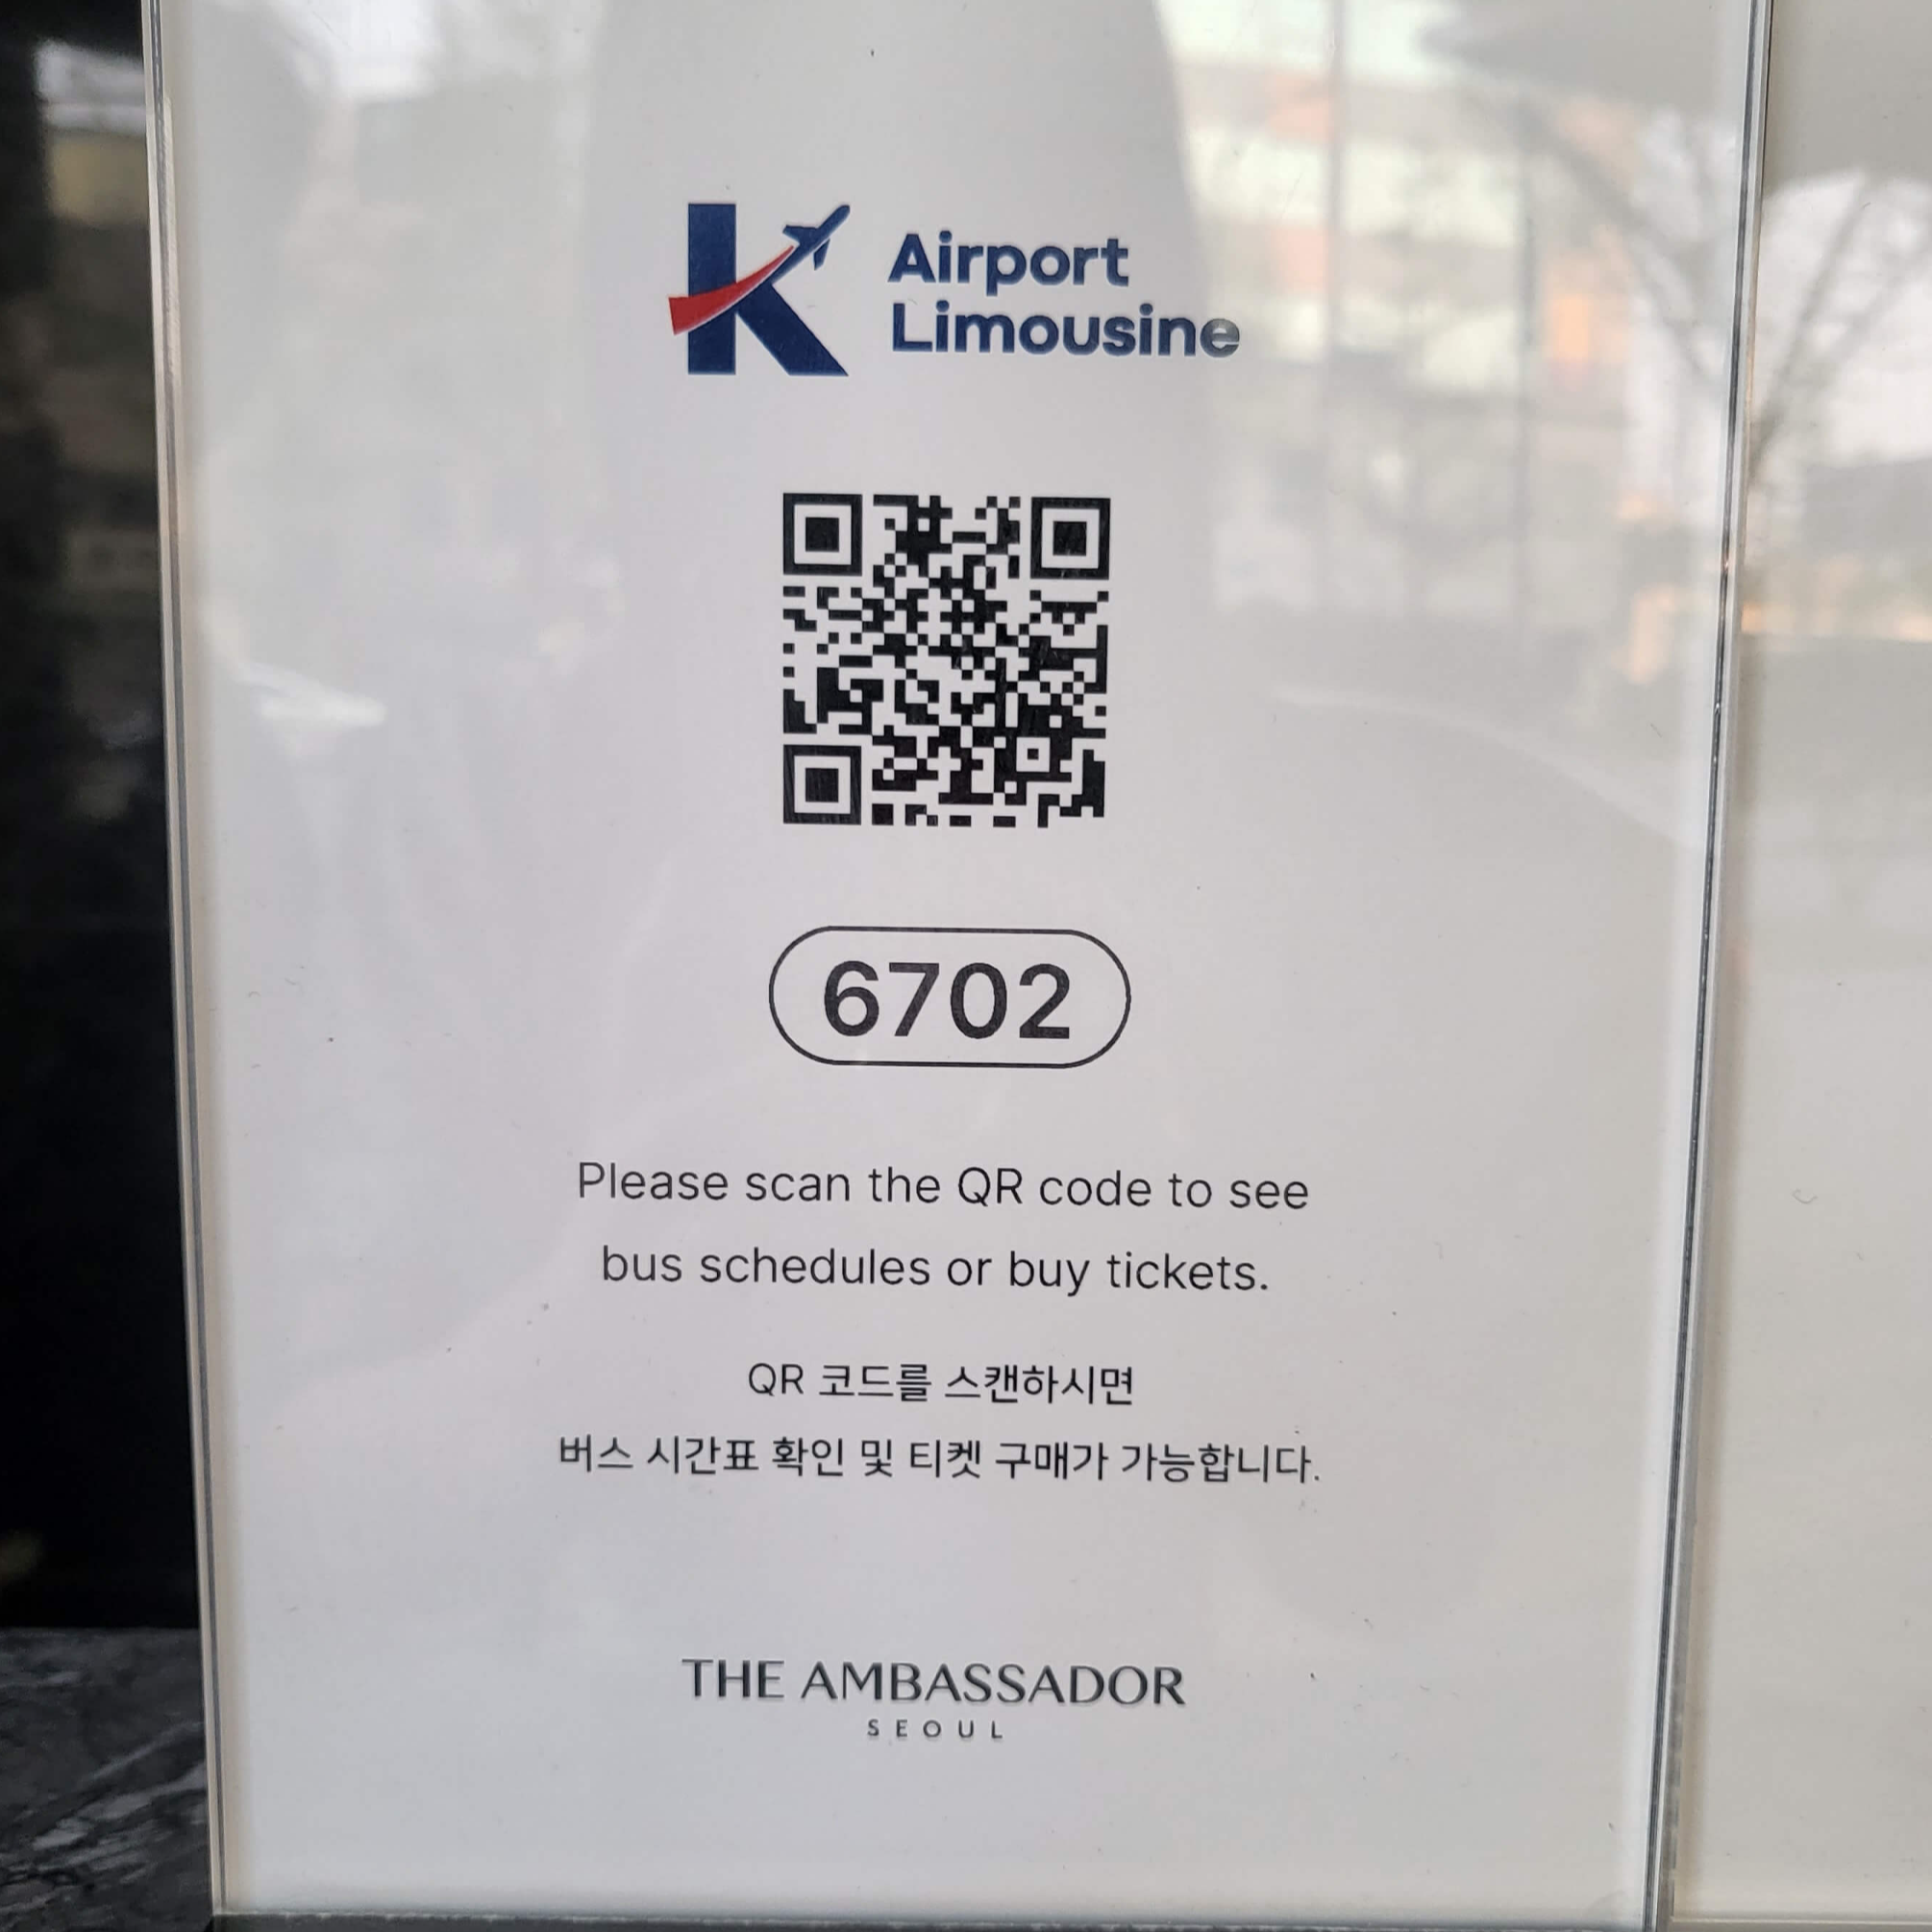 K Airport
Limousine
6702
Please scan the QR code to see
bus schedules or buy tickets.
QR 코드를 스캔하시면
버스 시간표 확인 및 티켓 구매가 가능합니다.
THE AMBASSADOR
SEOUL